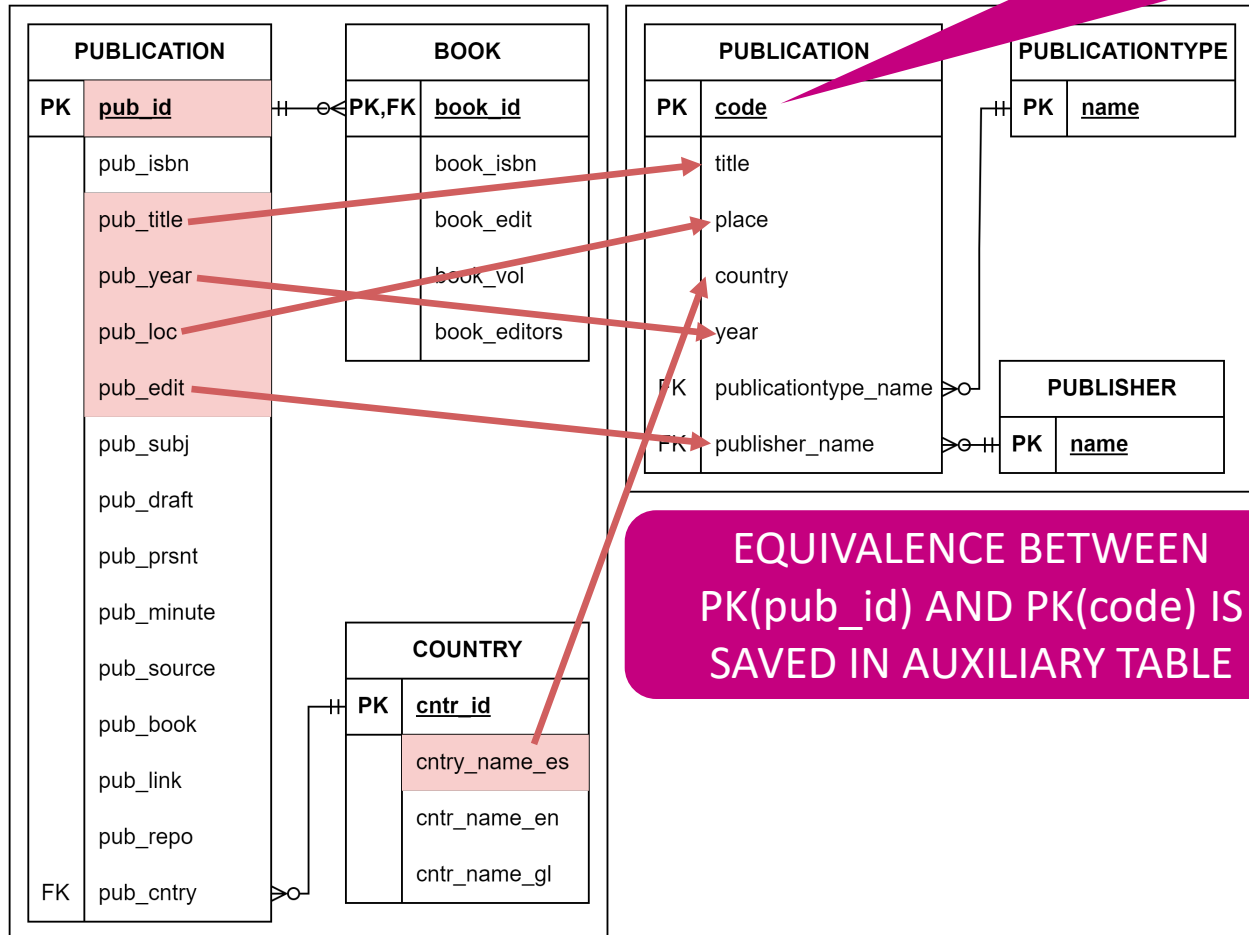 PUBLICATION
PK pub_id
pub_isbn
pub_title
pub_year
pub_loc
pub_edit
pub_subj
pub_draft
pub_prsnt
pub_minute
pub_source
pub_book
pub_link
pub_repo
FK pub_cntry
BOOK
PK,FK book_id
book_isbn
book_edit
book_vol
book_editors
COUNTRY
PK cntr_id
cntry_name_es
cntr_name_en
cntr_name_gl
PUBLICATION
PK code
title
place
country
year
FK publicationtype_name
FK publisher_name
PUBLICATIONTYPE
PK name
PUBLISHER
PK name
EQUIVALENCE BETWEEN
PK(pub_id) AND PK(code) IS
SAVED IN AUXILIARY TABLE